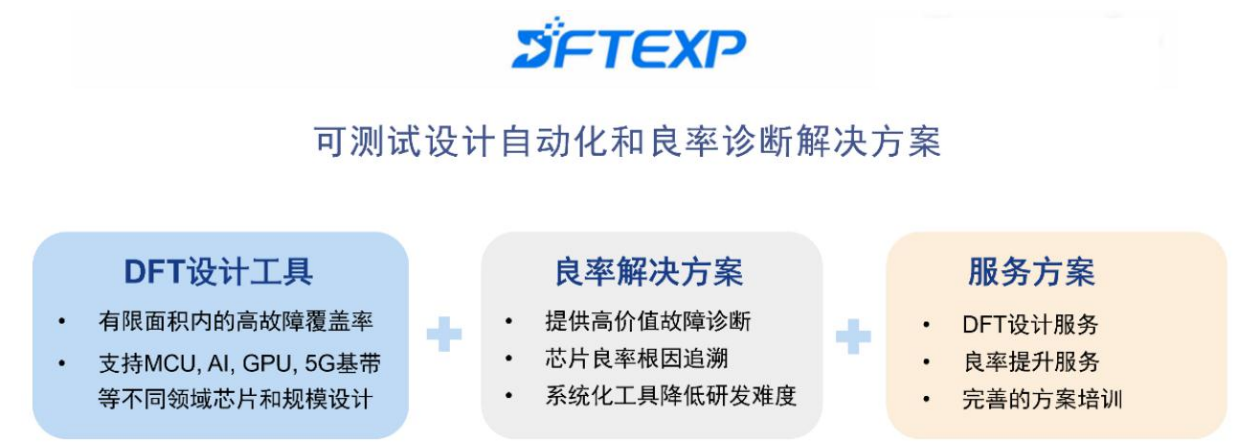 DFTEXP
可测试设计自动化和良率诊断解决方案
DFT设计工具
• 有限面积内的高故障覆盖率
• 支持MCU, AI, GPU, 5G基带
等不同领域芯片和规模设计
良率解决方案
• 提供高价值故障诊断
• 芯片良率根因追溯
• 系统化工具降低研发难度
服务方案
• DFT设计服务
• 良率提升服务
• 完善的方案培训